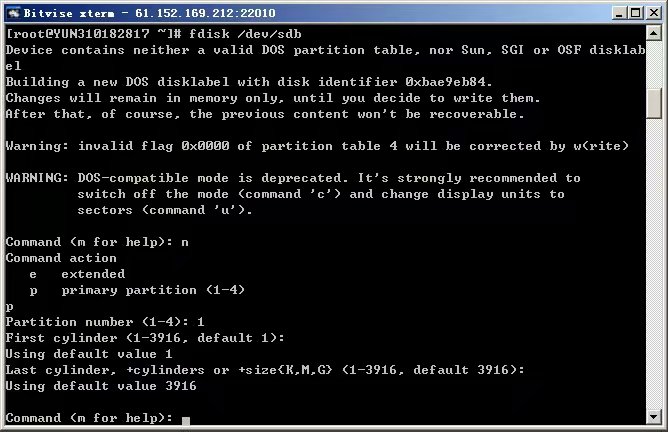 Bitvise xterm - 61.152.169.212:22010
[root@YUN310182817 ~]# fdisk /dev/sdb
Device contains neither a valid DOS partition table, nor Sun, SGI or OSF disklab
el
Building a new DOS disklabel with disk identifier 0xbae9eb84.
Changes will remain in memory only, until you decide to write them.
After that, of course, the previous content won't be recoverable.
Warning: invalid flag 0x0000 of partition table 4 will be corrected by w(rite)
WARNING: DOS-compatible mode is deprecated. It's strongly recommended to
switch off the mode (command 'c') and change display units to
sectors (command 'u').
Command (m for help): n
Command action
e   extended
p   primary partition (1-4)
p
Partition number (1-4): 1
First cylinder (1-3916, default 1):
Using default value 1
Last cylinder, +cylinders or +size{K,M,G} (1-3916, default 3916):
Using default value 3916
Command (m for help):